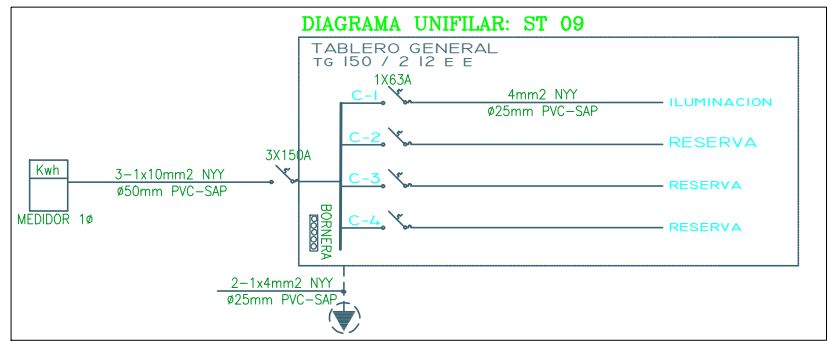 DIAGRAMA UNIFILAR: ST 09
TABLERO GENERAL
TG 150 / 2 12 E E
1X63A
C-1
4mm2 NYY
Ø25mm PVC-SAP
ILUMINACION
C-2
RESERVA
3X150A
Kwh
3-1x10mm2 NYY
Ø50mm PVC-SAP
MEDIDOR 1Ø
C-3
RESERVA
BORNERA
C-4
RESERVA
2-1x4mm2 NYY
Ø25mm PVC-SAP